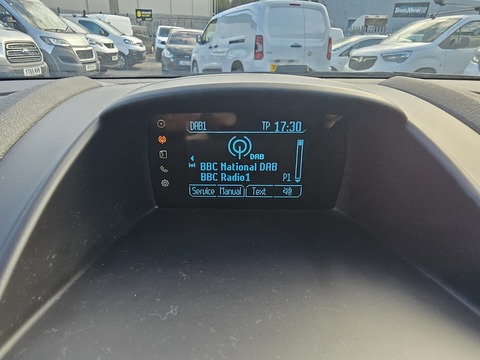 DAB1 TP 17:30
DAB
BBC National DAB
BBC Radio1 P1
Service Manual Text